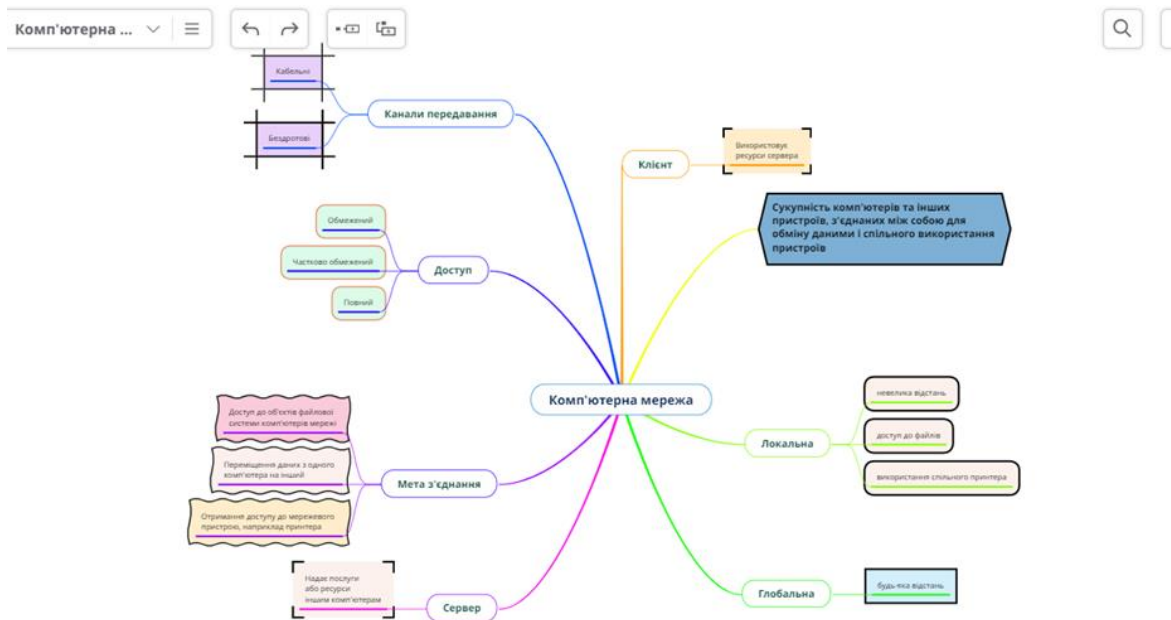 Комп'ютерна ...
Кабельні
Бездротові
Канали передавання
Обмежений
Частково обмежений
Повний
Доступ
Доступ до об'єктів файлової
системи комп'ютерів мережі
Переміщення даних з одного
комп'ютера на інший
Отримання доступу до мережевого
пристрою, наприклад принтера
Мета з'єднання
Надає послуги
або ресурси
іншим комп'ютерам
Сервер
Комп'ютерна мережа
Клієнт
Використовує
ресурси сервера
Сукупність комп'ютерів та інших
пристроїв, з'єднаних між собою для
обміну даними і спільного використання
пристроїв
Локальна
невелика відстань
доступ до файлів
використання спільного принтера
Глобальна
будь-яка відстань